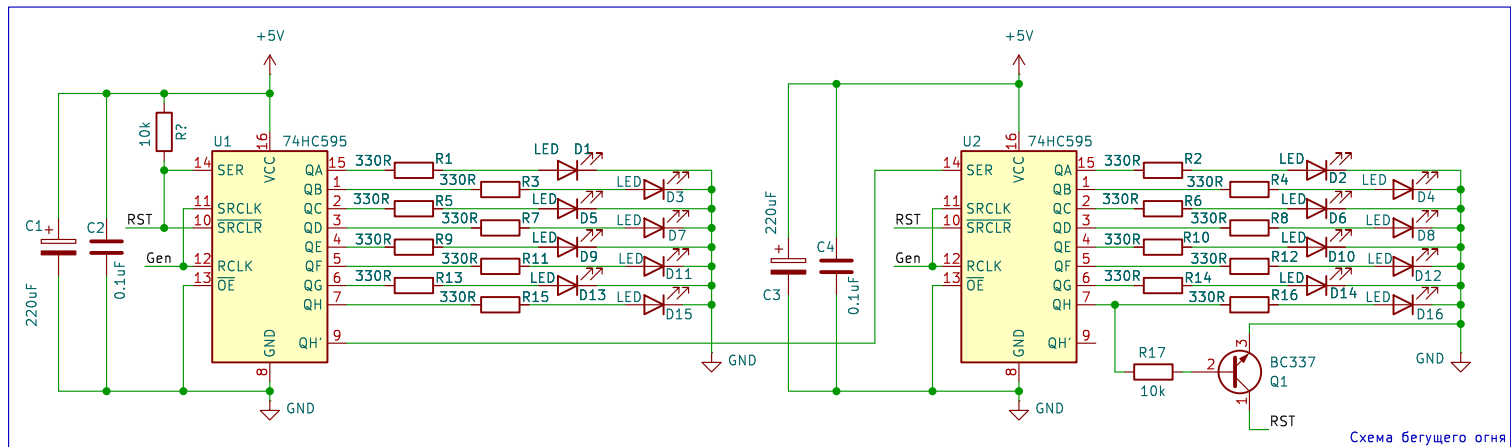 +5V
10k
R?
C1
+
220uF
C2
0.1uF
RST
Gen
U1
74HC595
16
VCC
14
SER
11
SRCLK
10
SRCLR
12
RCLK
13
OE
GND
8
GND
QA
15
QB
1
QC
2
QD
3
QE
4
QF
5
QG
6
QH
7
QH'
9
330R
R1
LED
D1
330R
R3
LED
D3
330R
R5
LED
D5
330R
R7
LED
D7
330R
R9
LED
D9
330R
R11
LED
D11
330R
R13
LED
D13
330R
R15
LED
D15
GND
+5V
220uF
+
C3
C4
0.1uF
RST
Gen
U2
74HC595
16
VCC
14
SER
11
SRCLK
10
SRCLR
12
RCLK
13
OE
GND
8
GND
QA
15
QB
1
QC
2
QD
3
QE
4
QF
5
QG
6
QH
7
QH'
9
330R
R2
LED
D2
330R
R4
LED
D4
330R
R6
LED
D6
330R
R8
LED
D8
330R
R10
LED
D10
330R
R12
LED
D12
330R
R14
LED
D14
330R
R16
LED
D16
R17
10k
2
3
1
BC337
Q1
RST
GND
Схема бегущего огня